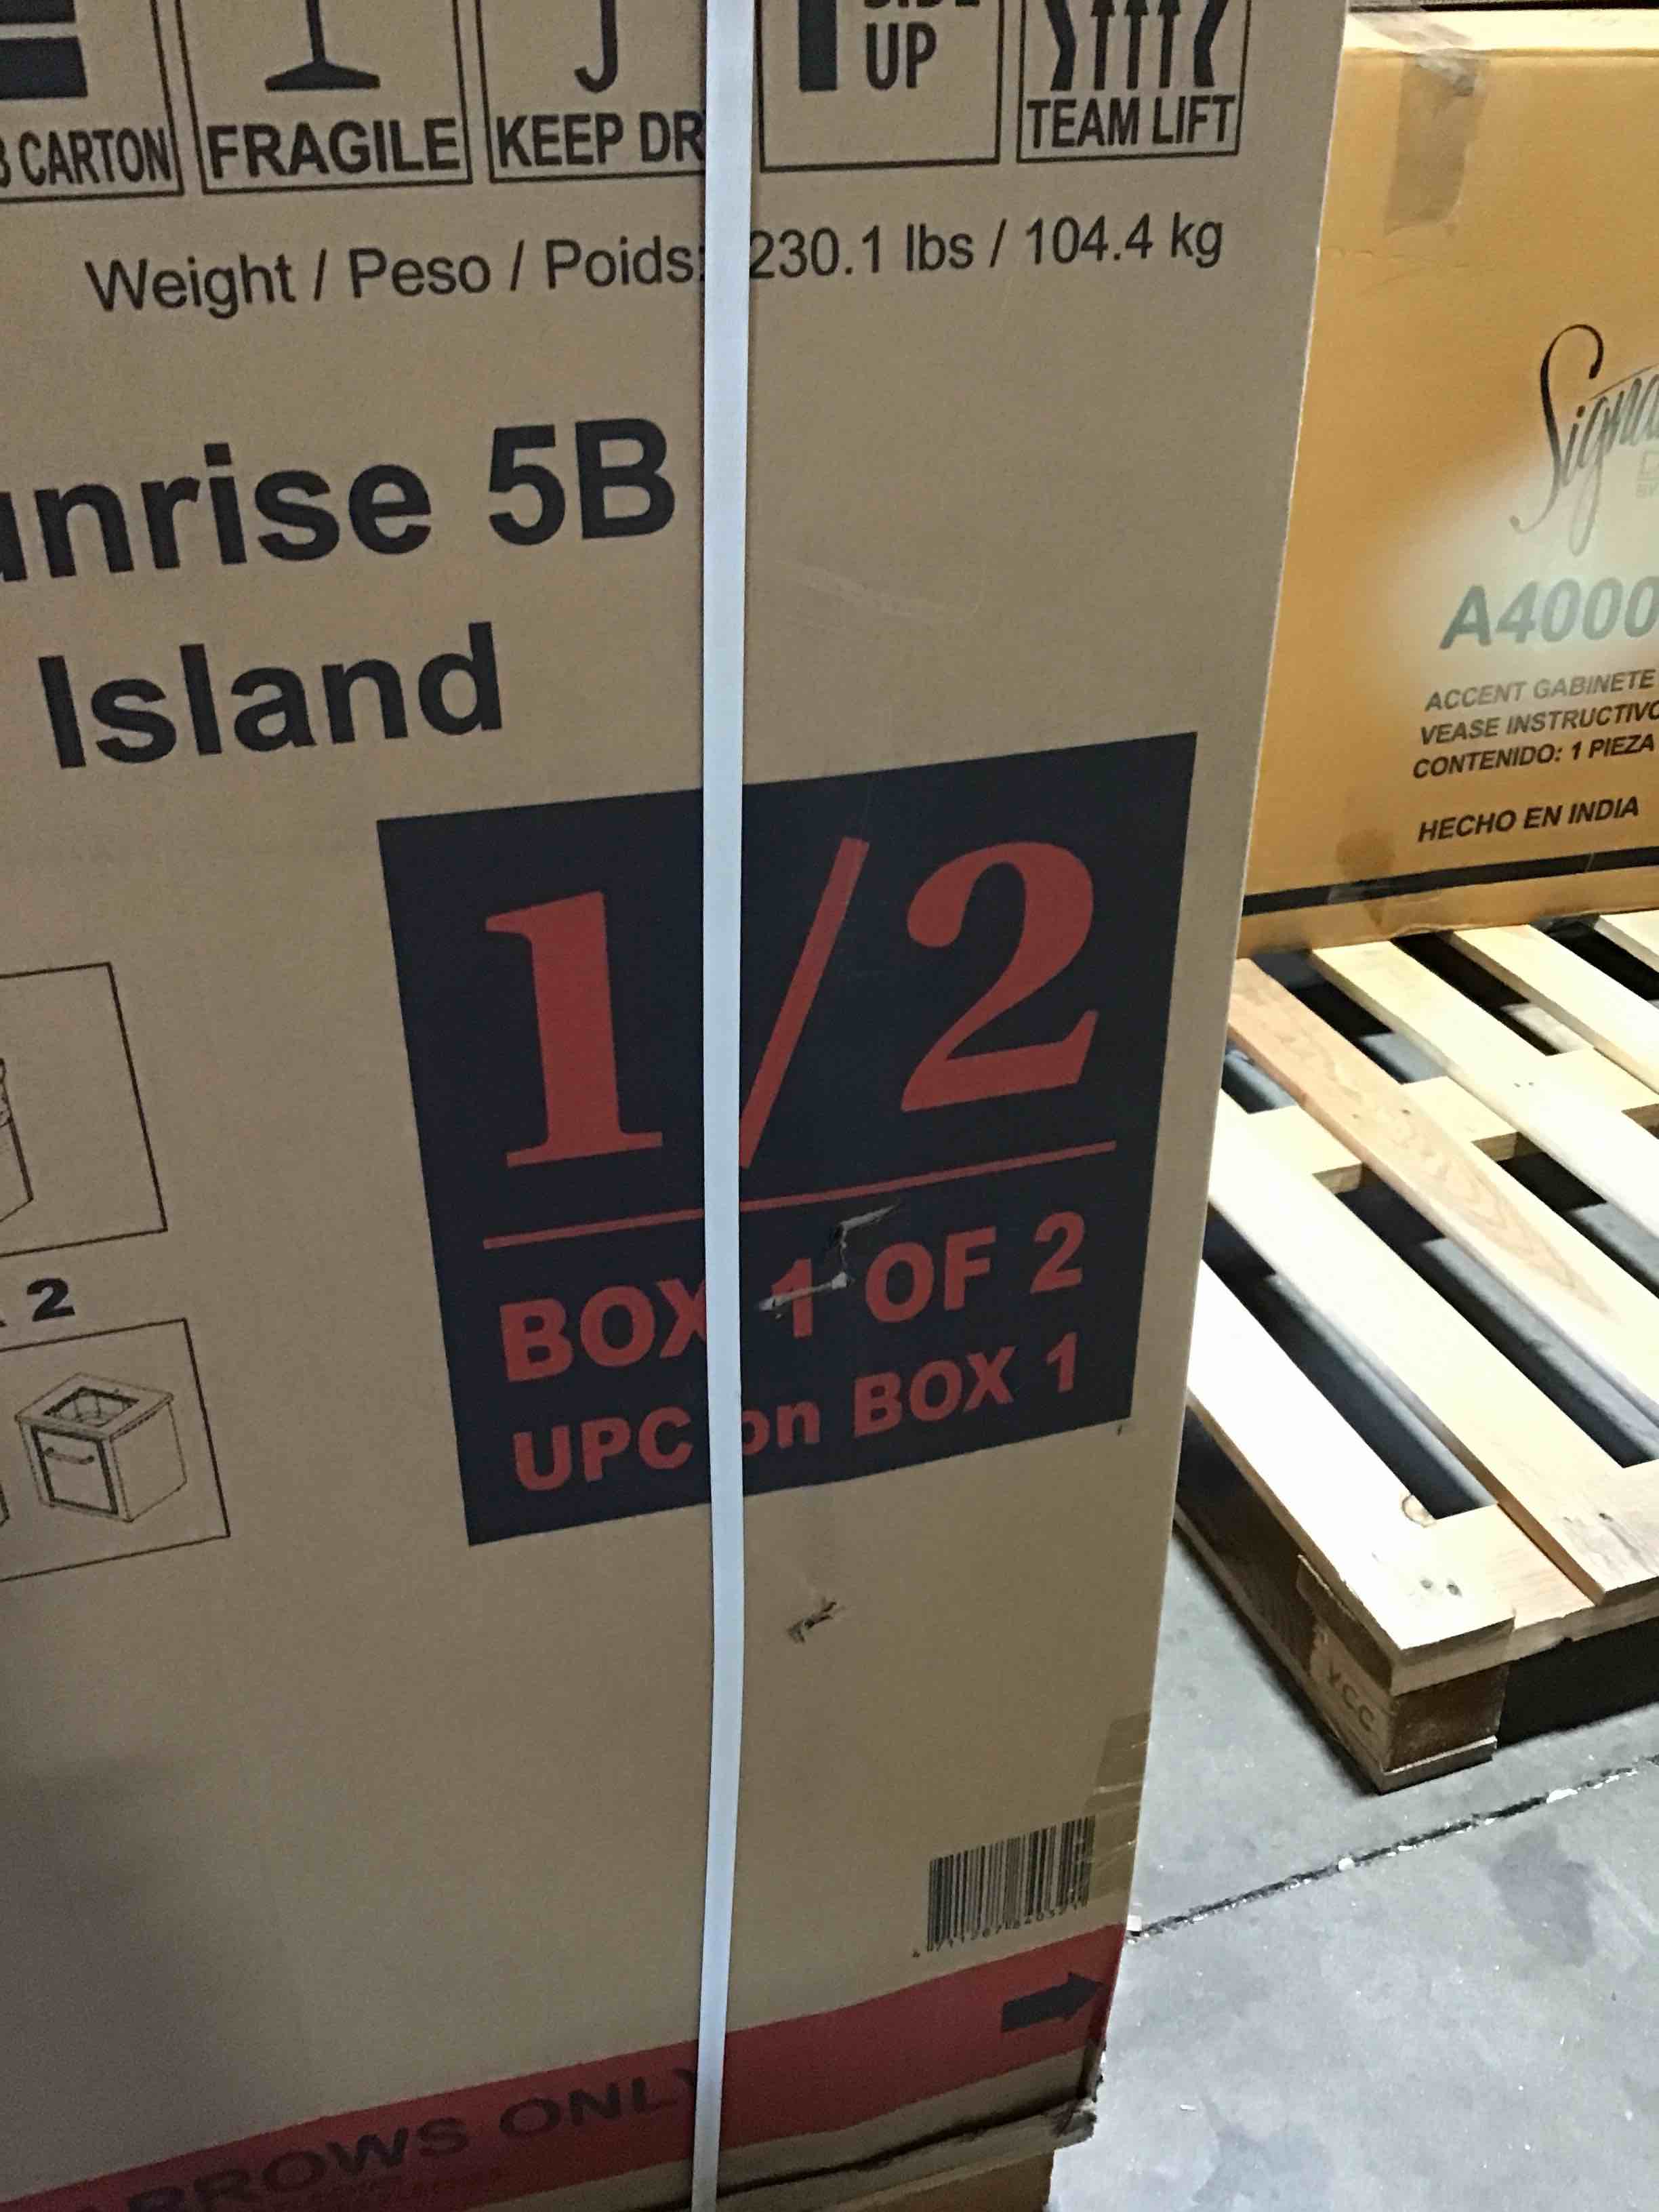 CARTON
FRAGILE
KEEP DR
UP
TEAM LIFT
Weight / Peso / Poids: 230.1 lbs / 104.4 kg
unrise 5B
Island
1/2
BOX 1 OF 2
UPC on BOX 1
2
ROWS ONLY
Signa
A4000
ACCENT GABINETE
VEASE INSTRUCTIVO
CONTENIDO: 1 PIEZA
HECHO EN INDIA